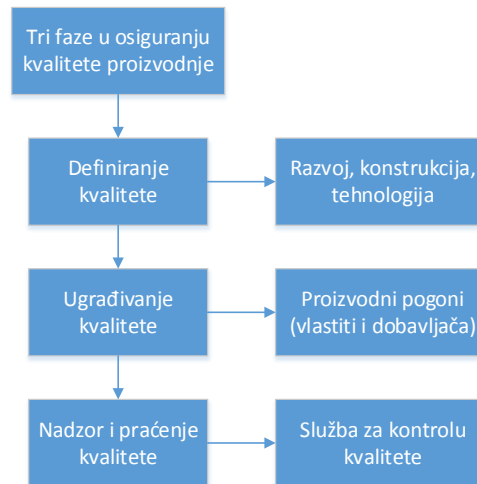 Tri faze u osiguranju
kvalitete proizvodnje
Definiranje
kvalitete
Razvoj, konstrukcija,
tehnologija
Ugrađivanje
kvalitete
Proizvodni pogoni
(vlastiti i dobavljača)
Nadzor i praćenje
kvalitete
Služba za kontrolu
kvalitete